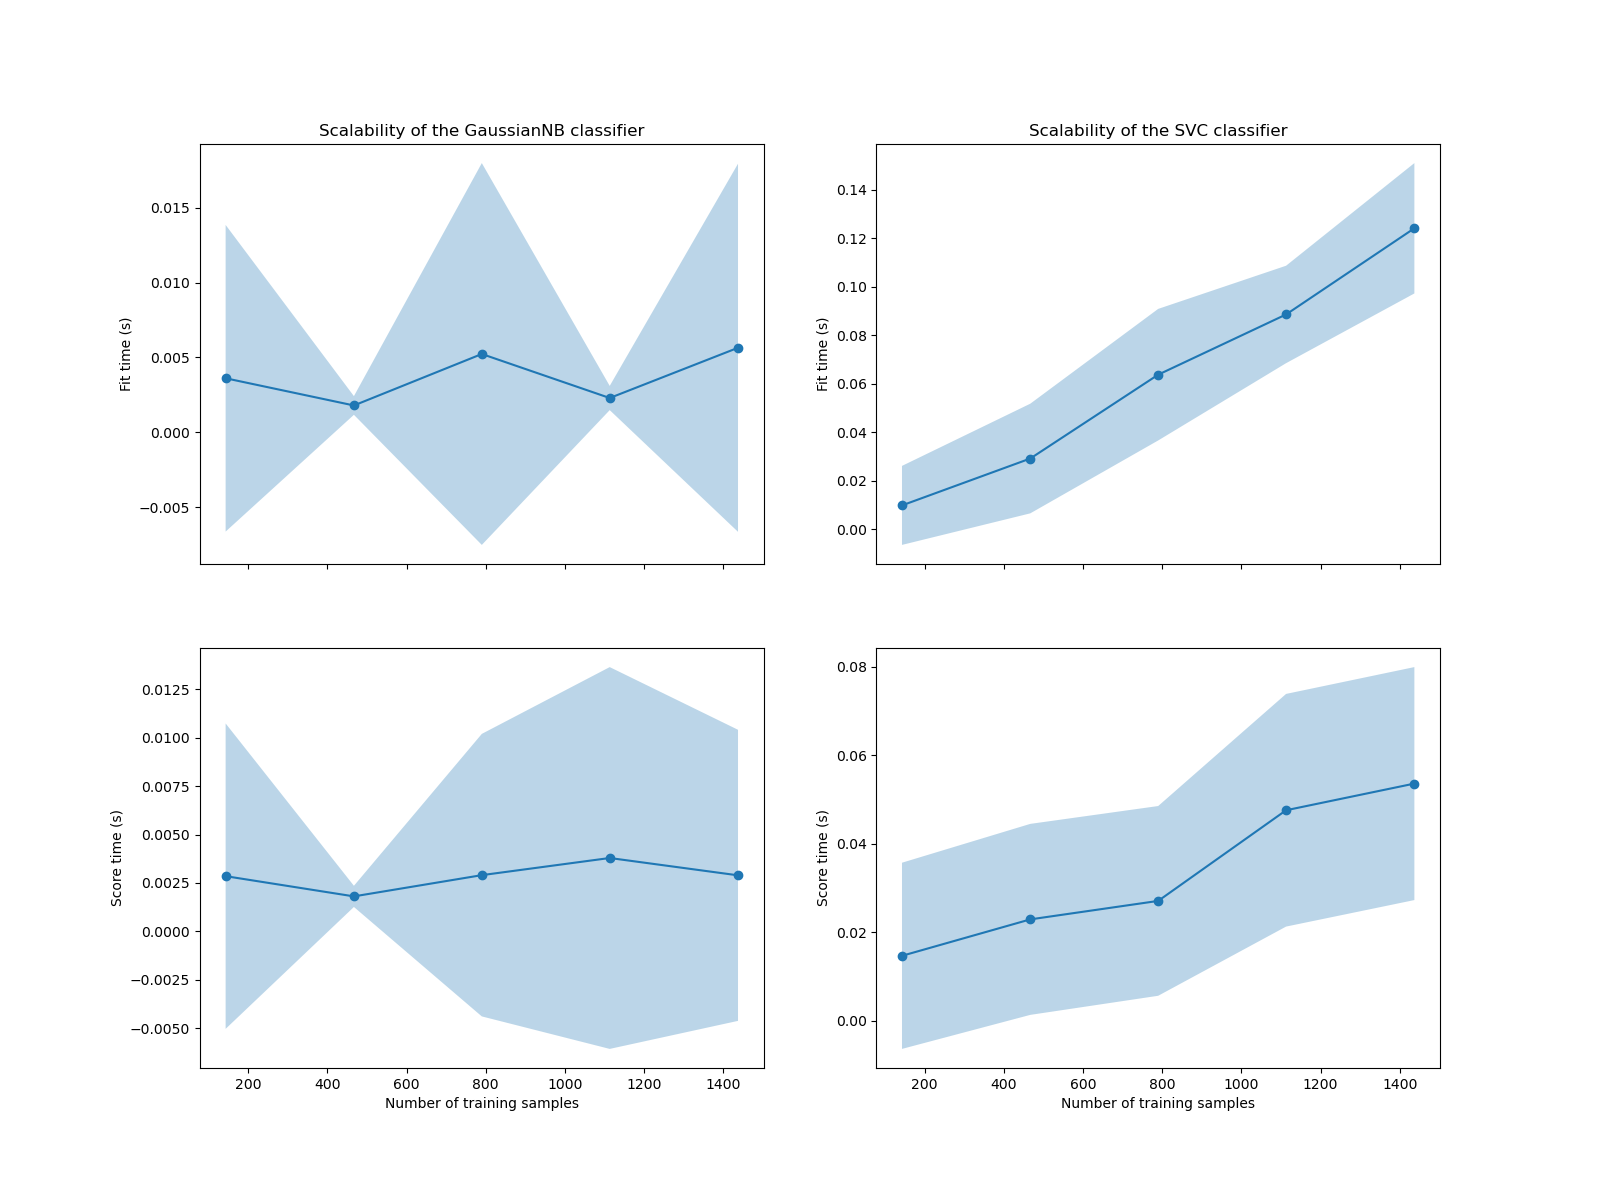 Scalability of the GaussianNB classifier
Scalability of the SVC classifier
Fit time (s)
0.015
0.010
0.005
0.000
−0.005
Fit time (s)
0.14
0.12
0.10
0.08
0.06
0.04
0.02
0.00
Score time (s)
0.0125
0.0100
0.0075
0.0050
0.0025
0.0000
−0.0025
−0.0050
200 400 600 800 1000 1200 1400
Number of training samples
Score time (s)
0.08
0.06
0.04
0.02
0.00
200 400 600 800 1000 1200 1400
Number of training samples